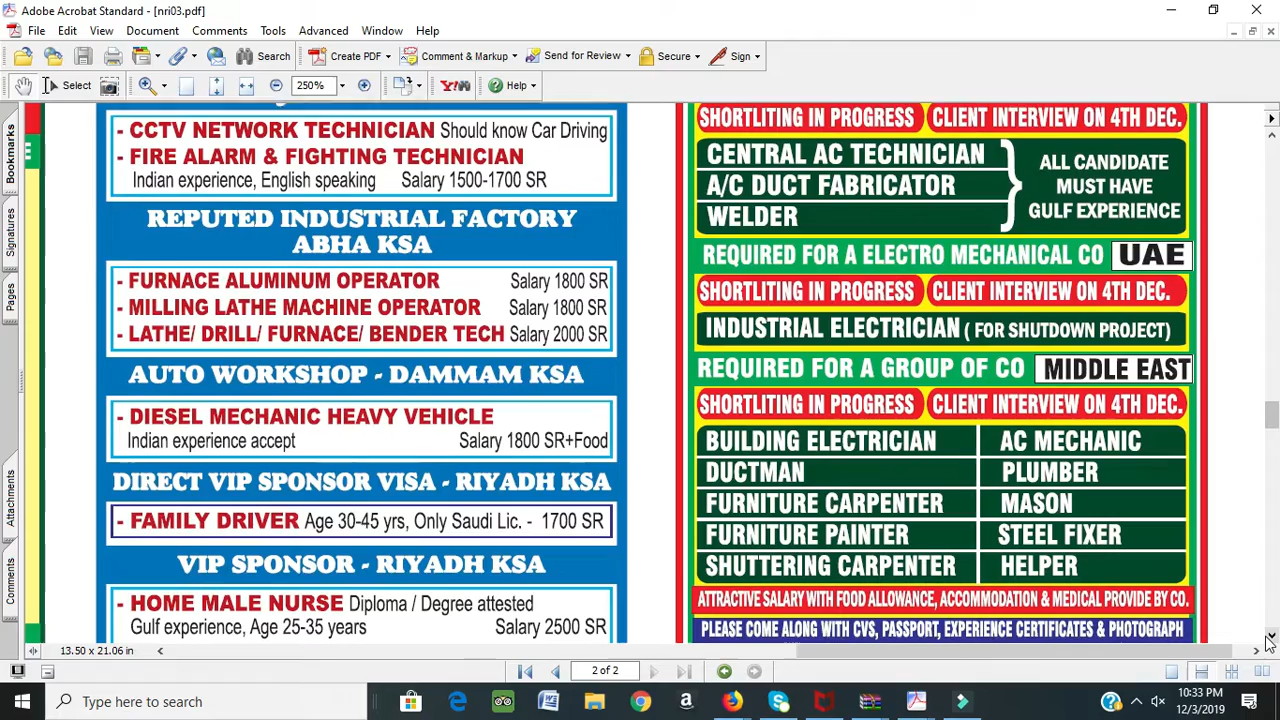 Adobe Acrobat Standard - [nri03.pdf]
File Edit View Document Comments Tools Advanced Window Help
Search Create PDF Comment & Markup Send for Review Secure Sign
Select 250% Y! Help
Bookmarks
Signatures
Pages
Attachments
Comments
E
- CCTV NETWORK TECHNICIAN Should know Car Driving
- FIRE ALARM & FIGHTING TECHNICIAN
Indian experience, English speaking Salary 1500-1700 SR
REPUTED INDUSTRIAL FACTORY
ABHA KSA
- FURNACE ALUMINUM OPERATOR Salary 1800 SR
- MILLING LATHE MACHINE OPERATOR Salary 1800 SR
- LATHE/ DRILL/ FURNACE/ BENDER TECH Salary 2000 SR
AUTO WORKSHOP - DAMMAM KSA
- DIESEL MECHANIC HEAVY VEHICLE
Indian experience accept Salary 1800 SR+Food
DIRECT VIP SPONSOR VISA - RIYADH KSA
- FAMILY DRIVER Age 30-45 yrs, Only Saudi Lic. - 1700 SR
VIP SPONSOR - RIYADH KSA
- HOME MALE NURSE Diploma / Degree attested
Gulf experience, Age 25-35 years Salary 2500 SR
SHORTLITING IN PROGRESS CLIENT INTERVIEW ON 4TH DEC.
CENTRAL AC TECHNICIAN
A/C DUCT FABRICATOR
WELDER
ALL CANDIDATE
MUST HAVE
GULF EXPERIENCE
REQUIRED FOR A ELECTRO MECHANICAL CO UAE
SHORTLITING IN PROGRESS CLIENT INTERVIEW ON 4TH DEC.
INDUSTRIAL ELECTRICIAN ( FOR SHUTDOWN PROJECT)
REQUIRED FOR A GROUP OF CO MIDDLE EAST
SHORTLITING IN PROGRESS CLIENT INTERVIEW ON 4TH DEC.
BUILDING ELECTRICIAN AC MECHANIC
DUCTMAN PLUMBER
FURNITURE CARPENTER MASON
FURNITURE PAINTER STEEL FIXER
SHUTTERING CARPENTER HELPER
ATTRACTIVE SALARY WITH FOOD ALLOWANCE, ACCOMMODATION & MEDICAL PROVIDE BY CO.
PLEASE COME ALONG WITH CVS, PASSPORT, EXPERIENCE CERTIFICATES & PHOTOGRAPH
13.50 x 21.06 in
2 of 2
Type here to search
10:33 PM
12/3/2019